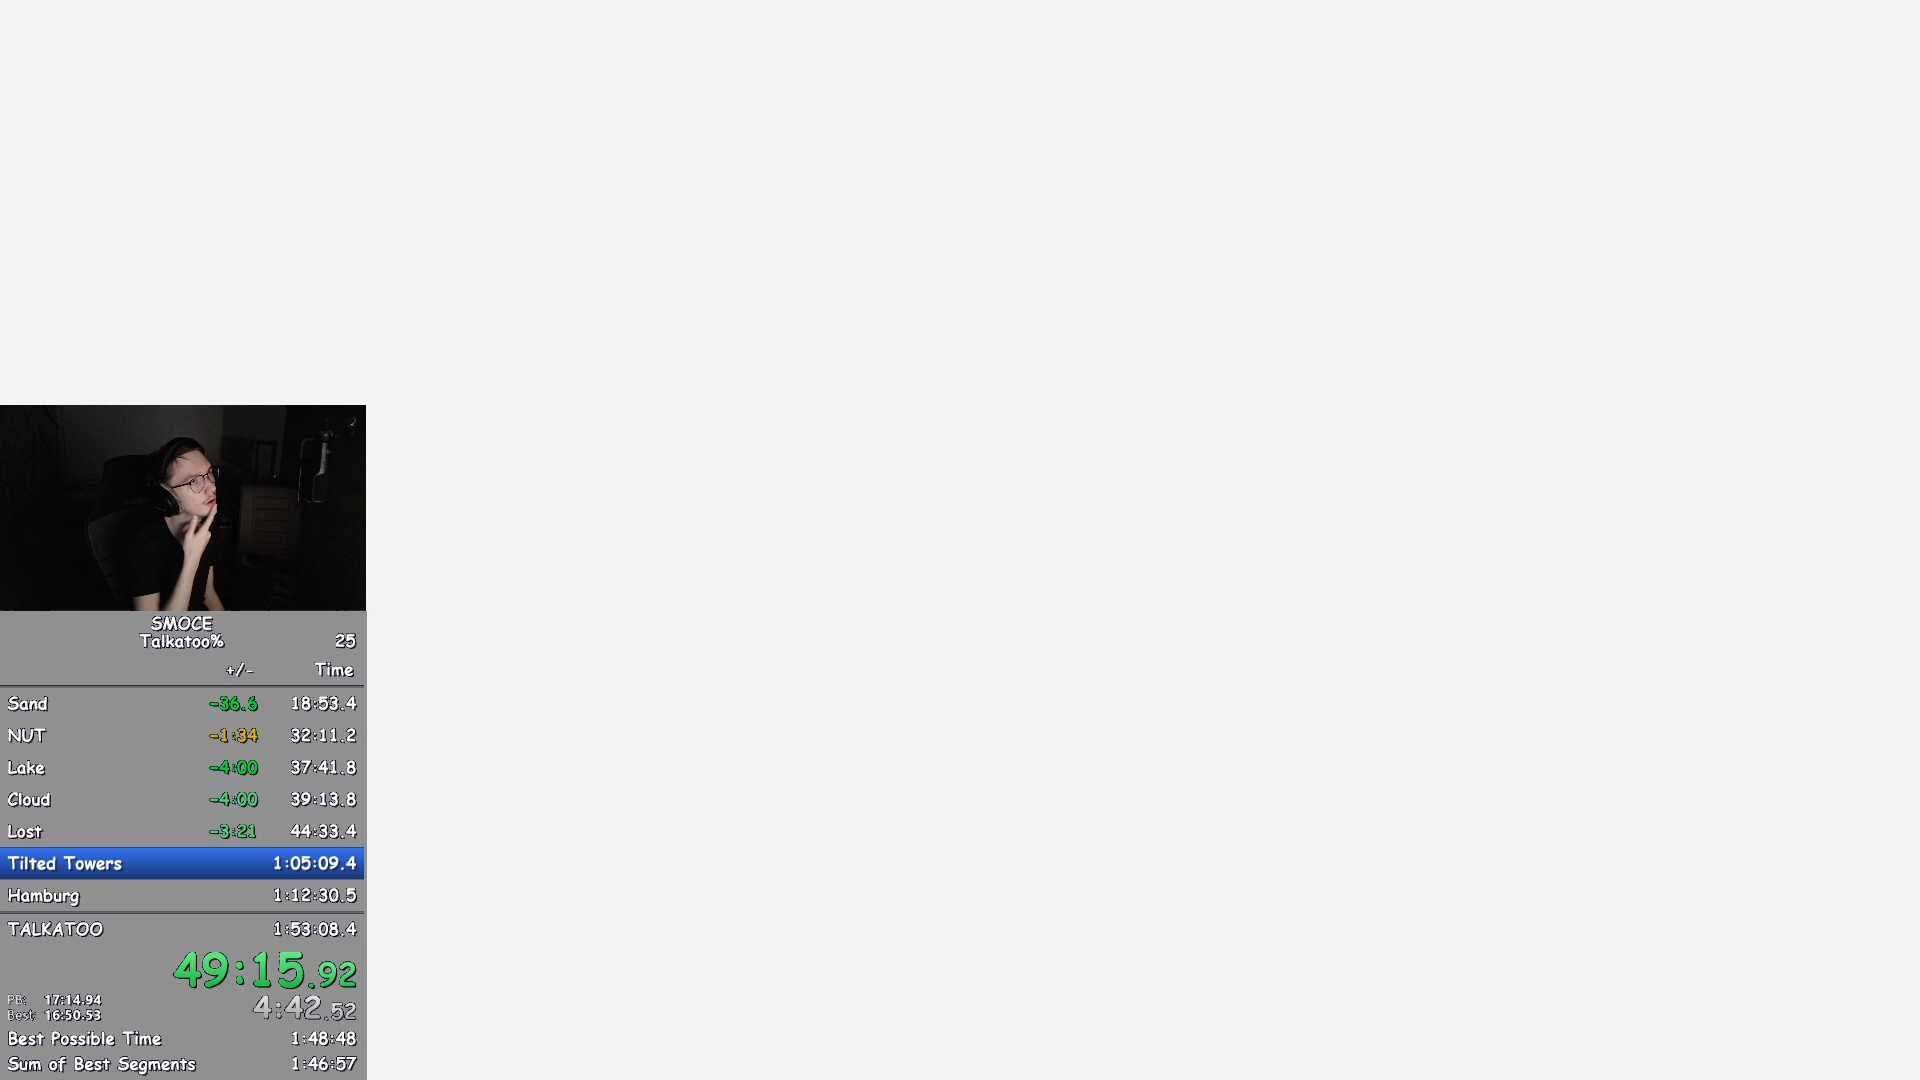 SMOCE
Talkatoo% 25
+/- Time
Sand -36.6 18:53.4
NUT -1:34 32:11.2
Lake -4:00 37:41.8
Cloud -4:00 39:13.8
Lost -3:21 44:33.4
Tilted Towers 1:05:09.4
Hamburg 1:12:30.5
TALKATOO 1:53:08.4
49:15.92
PB: 17:14.94 4:42.52
Best: 16:50.53
Best Possible Time 1:48:48
Sum of Best Segments 1:46:57